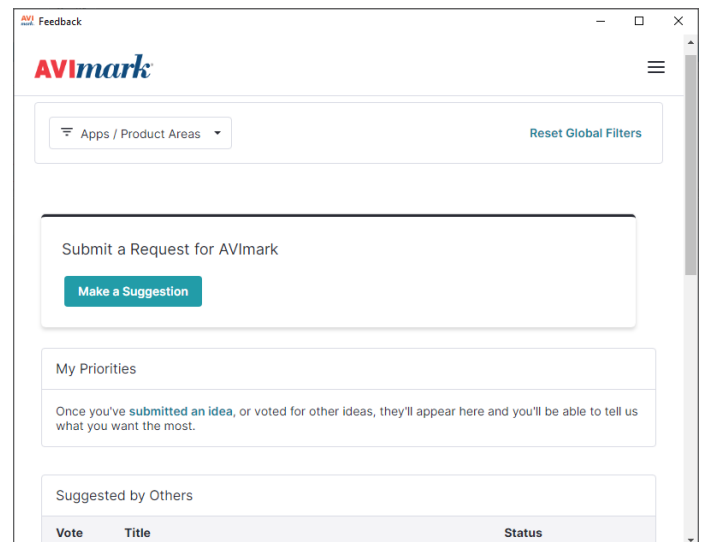 AVI mark Feedback
AVImark
Apps / Product Areas
Reset Global Filters
Submit a Request for AVImark
Make a Suggestion
My Priorities
Once you've submitted an idea, or voted for other ideas, they'll appear here and you'll be able to tell us
what you want the most.
Suggested by Others
Vote Title Status